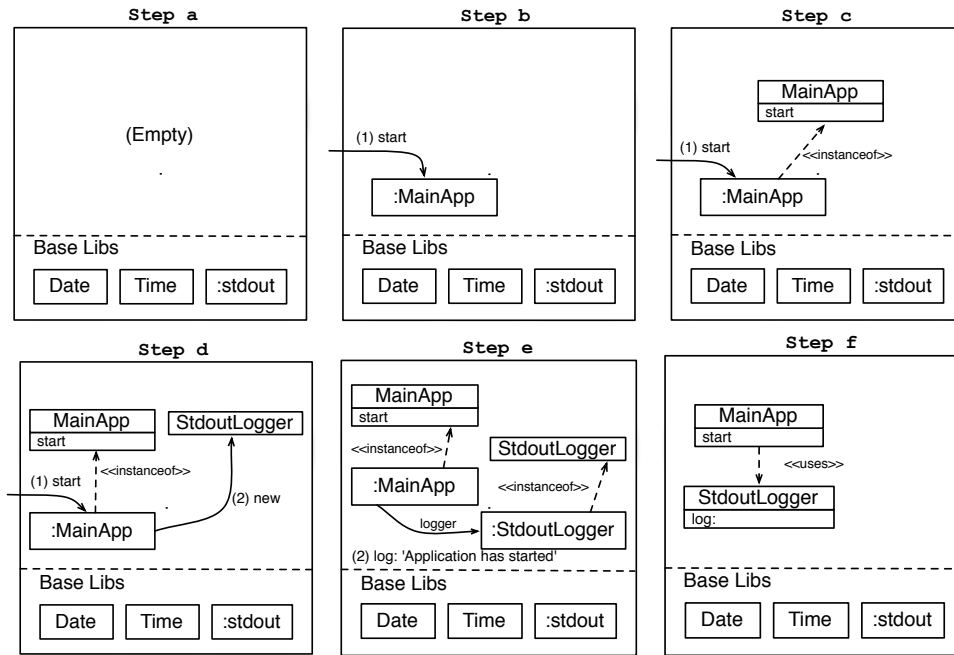 Step a
(Empty)
Base Libs
Date
Time
:stdout
Step b
(1) start
:MainApp
Base Libs
Date
Time
:stdout
Step c
MainApp
start
<<instanceof>>
(1) start
:MainApp
Base Libs
Date
Time
:stdout
Step d
MainApp
start
StdoutLogger
<<instanceof>>
(1) start
(2) new
:MainApp
Base Libs
Date
Time
:stdout
Step e
MainApp
start
<<instanceof>>
StdoutLogger
:MainApp
<<instanceof>>
logger
:StdoutLogger
(2) log: 'Application has started'
Base Libs
Date
Time
:stdout
Step f
MainApp
start
<<uses>>
StdoutLogger
log:
Base Libs
Date
Time
:stdout